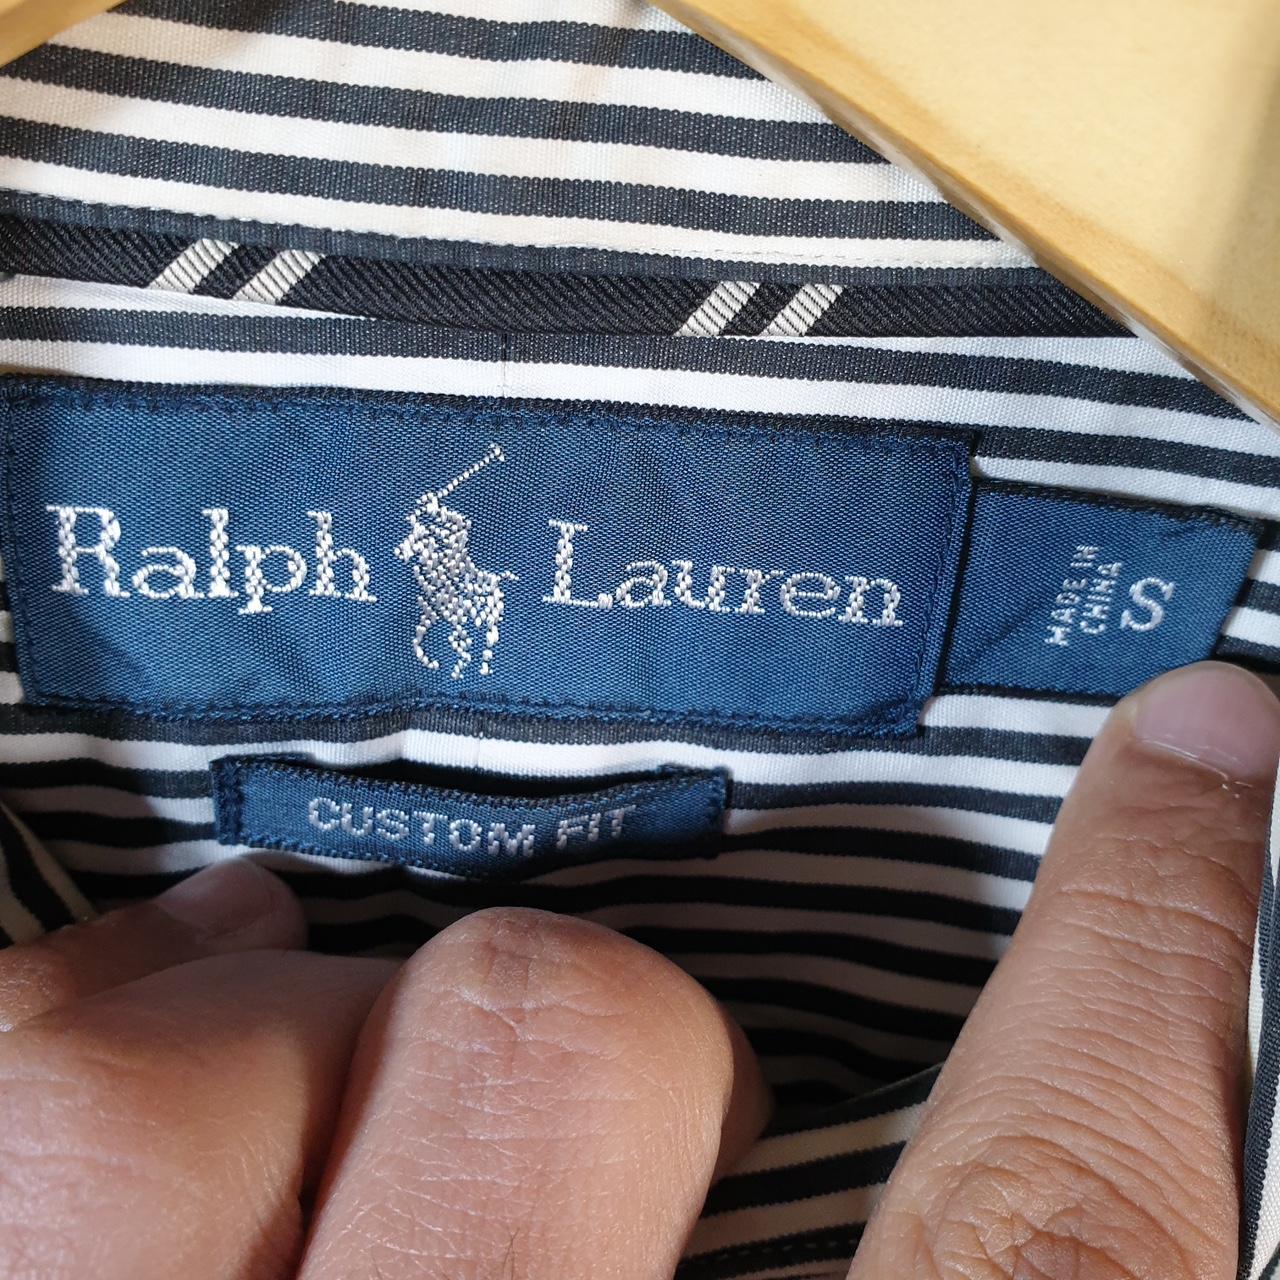 Ralph Lauren
MADE IN
CHINA
S
CUSTOM FIT